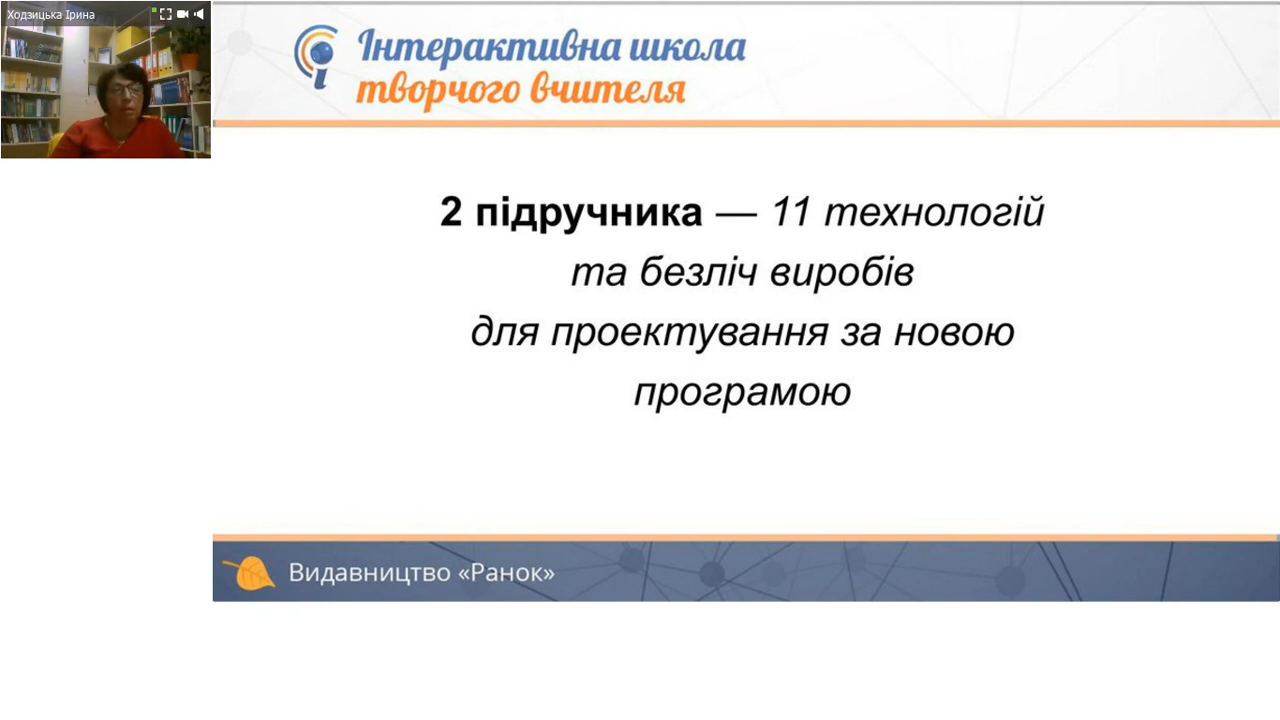 Ходзицька Ірина
Інтерактивна школа
творчого вчителя
2 підручника — 11 технологій
та безліч виробів
для проектування за новою
програмою
Видавництво «Ранок»